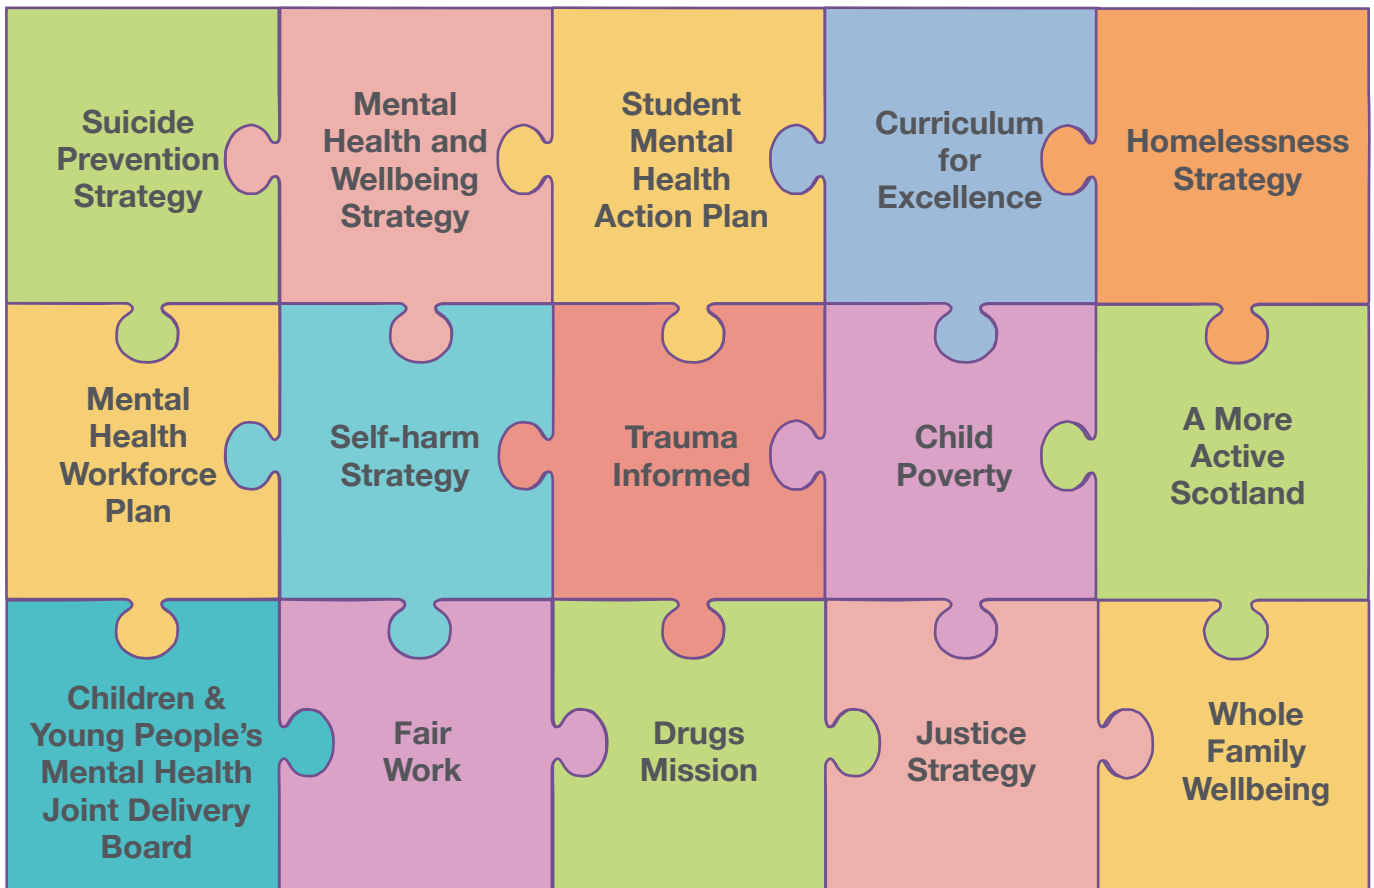 Suicide
Prevention
Strategy
Mental
Health and
Wellbeing
Strategy
Student
Mental
Health
Action Plan
Curriculum
for
Excellence
Homelessness
Strategy
Mental
Health
Workforce
Plan
Self-harm
Strategy
Trauma
Informed
Child
Poverty
A More
Active
Scotland
Children &
Young People’s
Mental Health
Joint Delivery
Board
Fair
Work
Drugs
Mission
Justice
Strategy
Whole
Family
Wellbeing